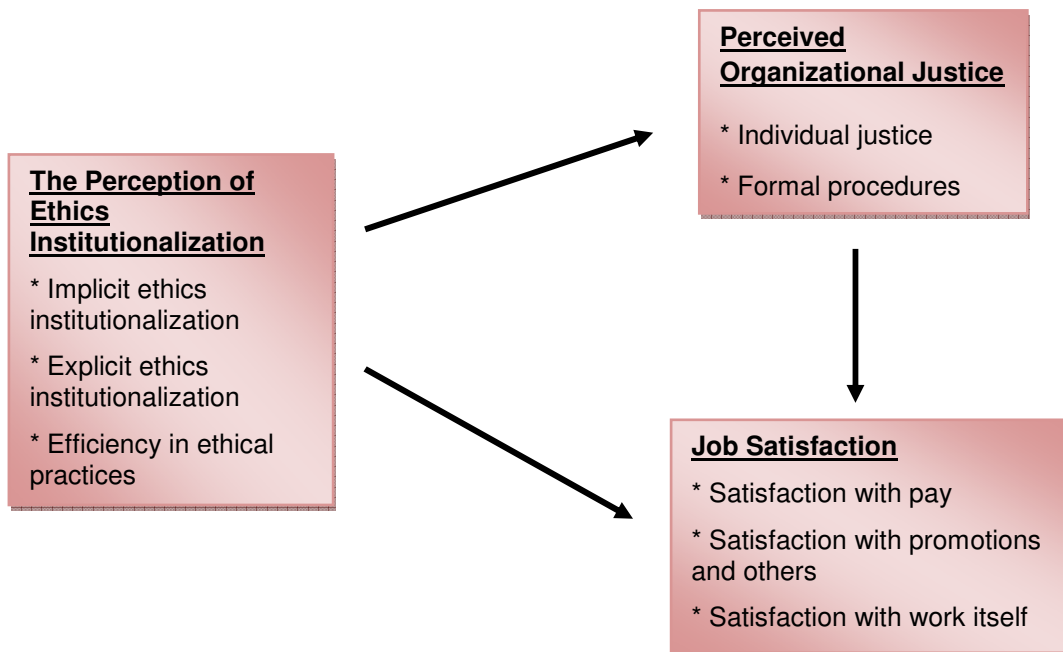 The Perception of
Ethics
Institutionalization
* Implicit ethics
institutionalization
* Explicit ethics
institutionalization
* Efficiency in ethical
practices
Perceived
Organizational Justice
* Individual justice
* Formal procedures
Job Satisfaction
* Satisfaction with pay
* Satisfaction with promotions
and others
* Satisfaction with work itself